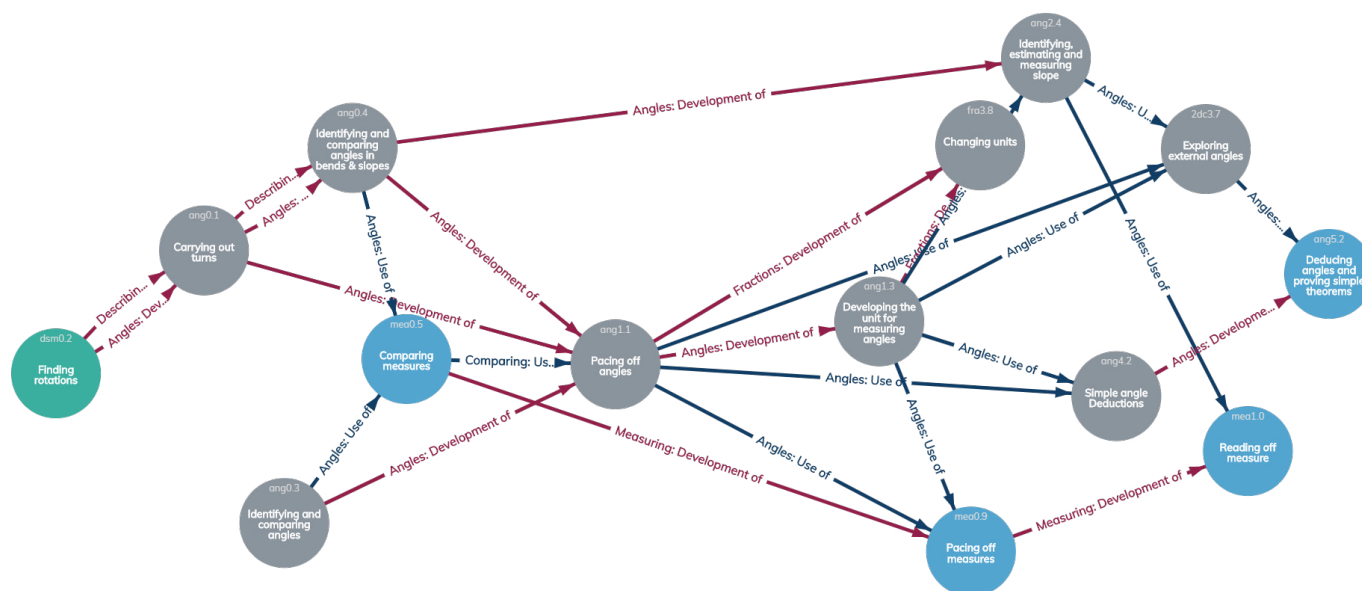 ang2.4
Identifying,
estimating and
measuring
slope
ang0.4
Identifying and
comparing
angles in
bends & slopes
Angles: Development of
Angles: U...
fra3.8
Changing units
2dc3.7
Exploring
external angles
Describin...
Angles: ...
ang0.1
Carrying out
turns
Angles: Use of
Angles: Development of
Fractions: Development of
Angles:
Angles: Use of
Angles: Use of
Angles: Use of
Angles:...
ang5.2
Deducing
angles and
proving simple
theorems
Describin...
Angles: Dev...
Angles: Development of
dsm0.2
Finding
rotations
mea0.5
Comparing
measures
Comparing: Us...
ang1.1
Pacing off
angles
Angles: Development of
ang1.3
Developing the
unit for
measuring
angles
Angles: Use of
Angles: Use of
ang4.2
Simple angle
Deductions
Angles: Developme...
Angles: Use of
Angles: Development of
Measuring: Development of
Angles: Use of
Angles: Use of
mea1.0
Reading off
measure
ang0.3
Identifying and
comparing
angles
mea0.9
Pacing off
measures
Measuring: Development of